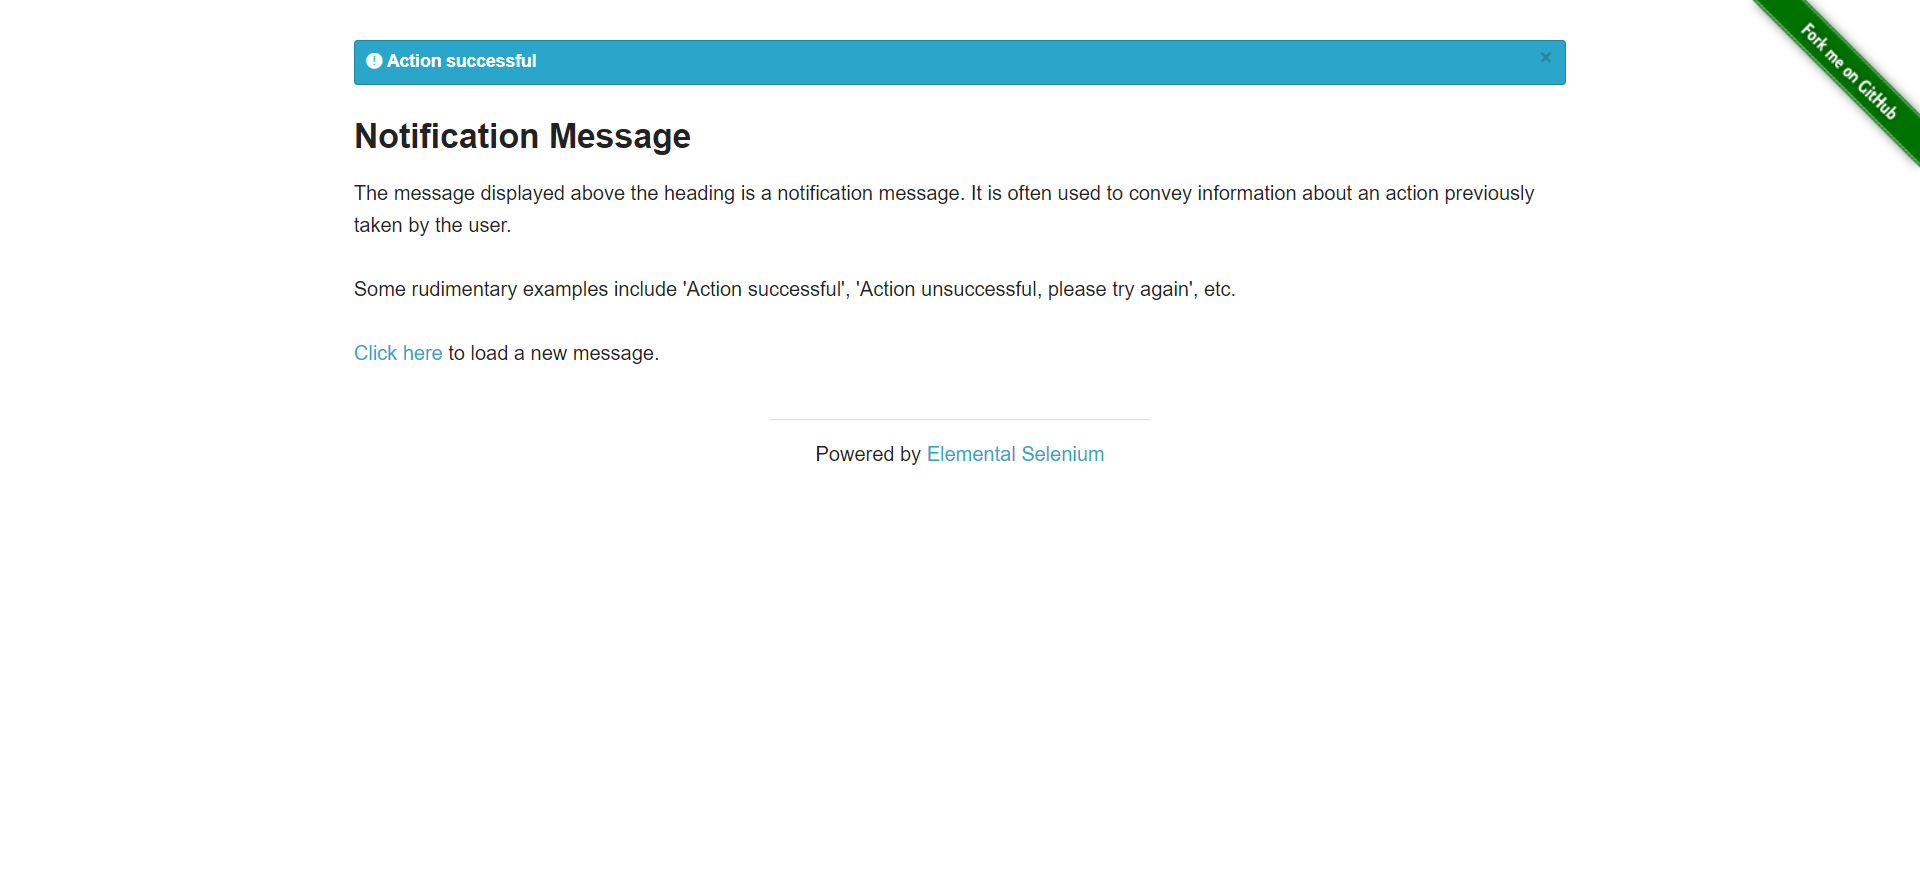 Action successful
×
Fork me on GitHub
Notification Message
The message displayed above the heading is a notification message. It is often used to convey information about an action previously
taken by the user.
Some rudimentary examples include 'Action successful', 'Action unsuccessful, please try again', etc.
Click here to load a new message.
Powered by Elemental Selenium